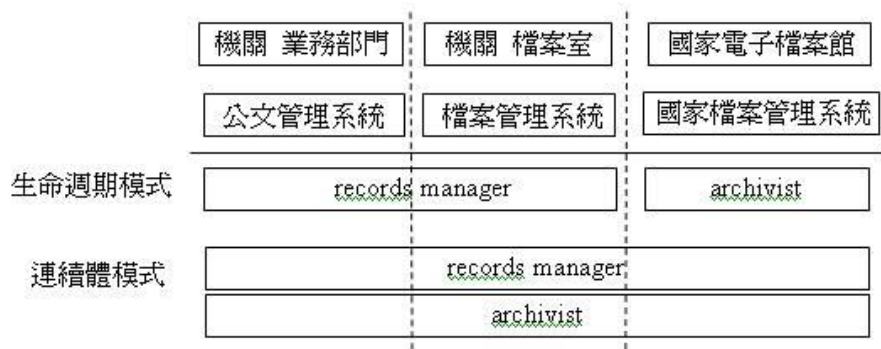 機關 業務部門 機關 檔案室 國家電子檔案館
公文管理系統 檔案管理系統 國家檔案管理系統
生命週期模式 records manager archivist
連續體模式 records manager
archivist